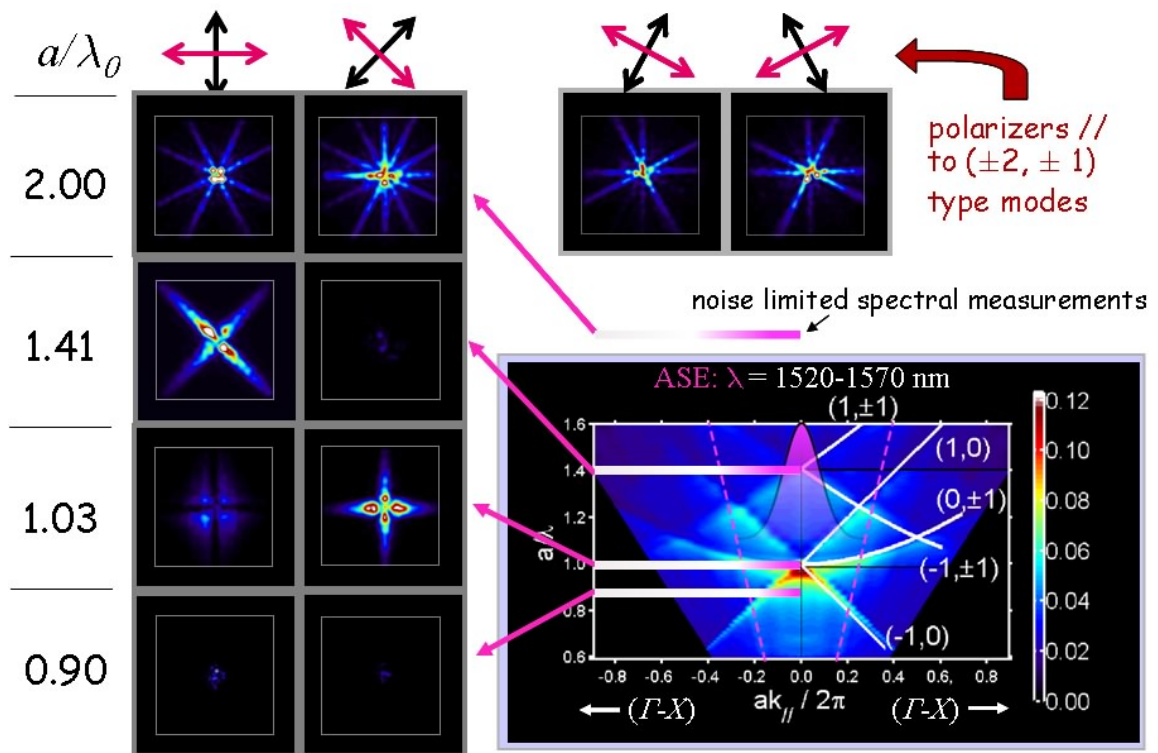 a/λ₀
2.00
1.41
1.03
0.90
polarizers //
to (±2, ± 1)
type modes
noise limited spectral measurements
ASE: λ = 1520-1570 nm
(1,±1)
(1,0)
(0,±1)
(-1,±1)
(-1,0)
a/λ
1.6
1.4
1.2
1.0
0.8
0.6
-0.8 -0.6 -0.4 -0.2 0.0 0.2 0.4 0.6 0.8
(Γ-X) ak// / 2π (Γ-X)
0.12
0.10
0.08
0.06
0.04
0.02
0.00